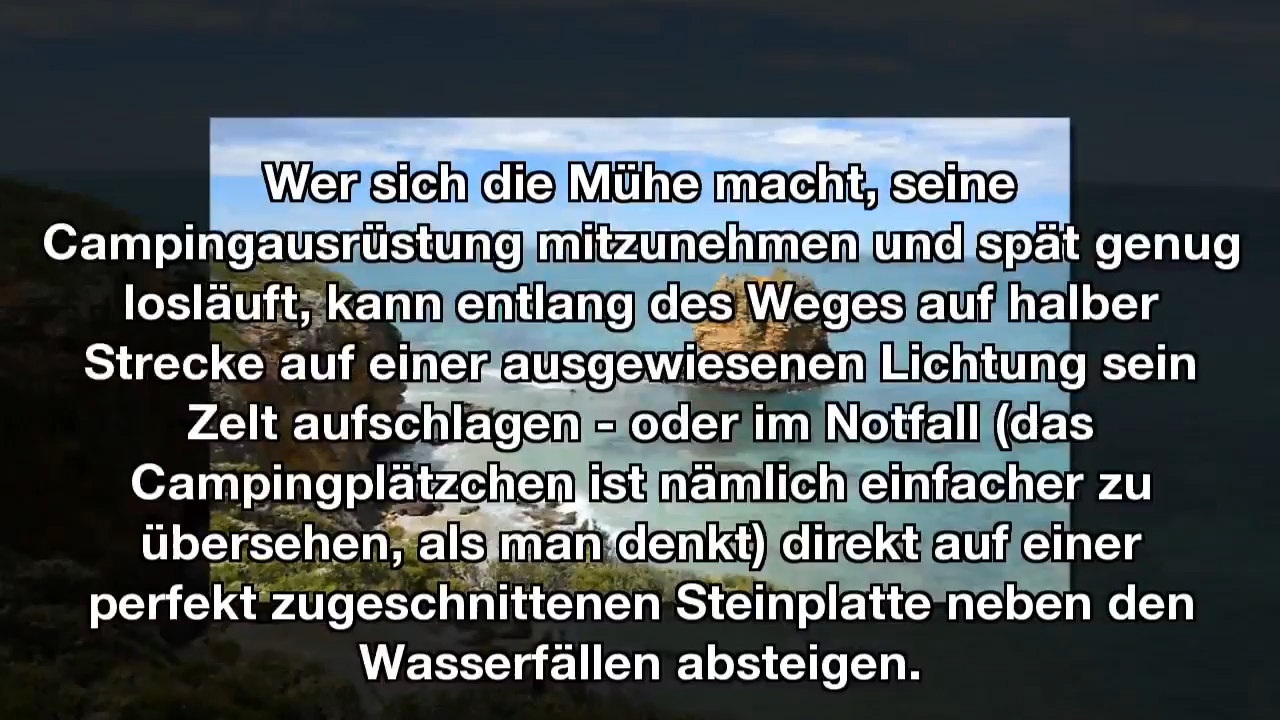 Wer sich die Mühe macht, seine
Campingausrüstung mitzunehmen und spät genug
losläuft, kann entlang des Weges auf halber
Strecke auf einer ausgewiesenen Lichtung sein
Zelt aufschlagen - oder im Notfall (das
Campingplätzchen ist nämlich einfacher zu
übersehen, als man denkt) direkt auf einer
perfekt zugeschnittenen Steinplatte neben den
Wasserfällen absteigen.